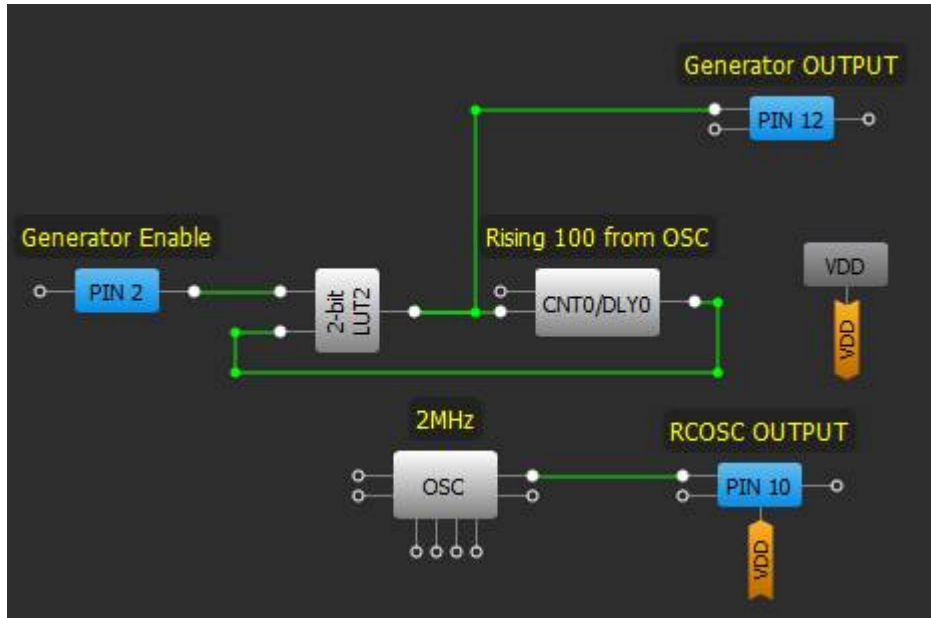 Generator OUTPUT
PIN 12
Generator Enable
PIN 2
2-bit
LUT2
Rising 100 from OSC
CNT0/DLY0
VDD
VDD
2MHz
OSC
RCOSC OUTPUT
PIN 10
VDD